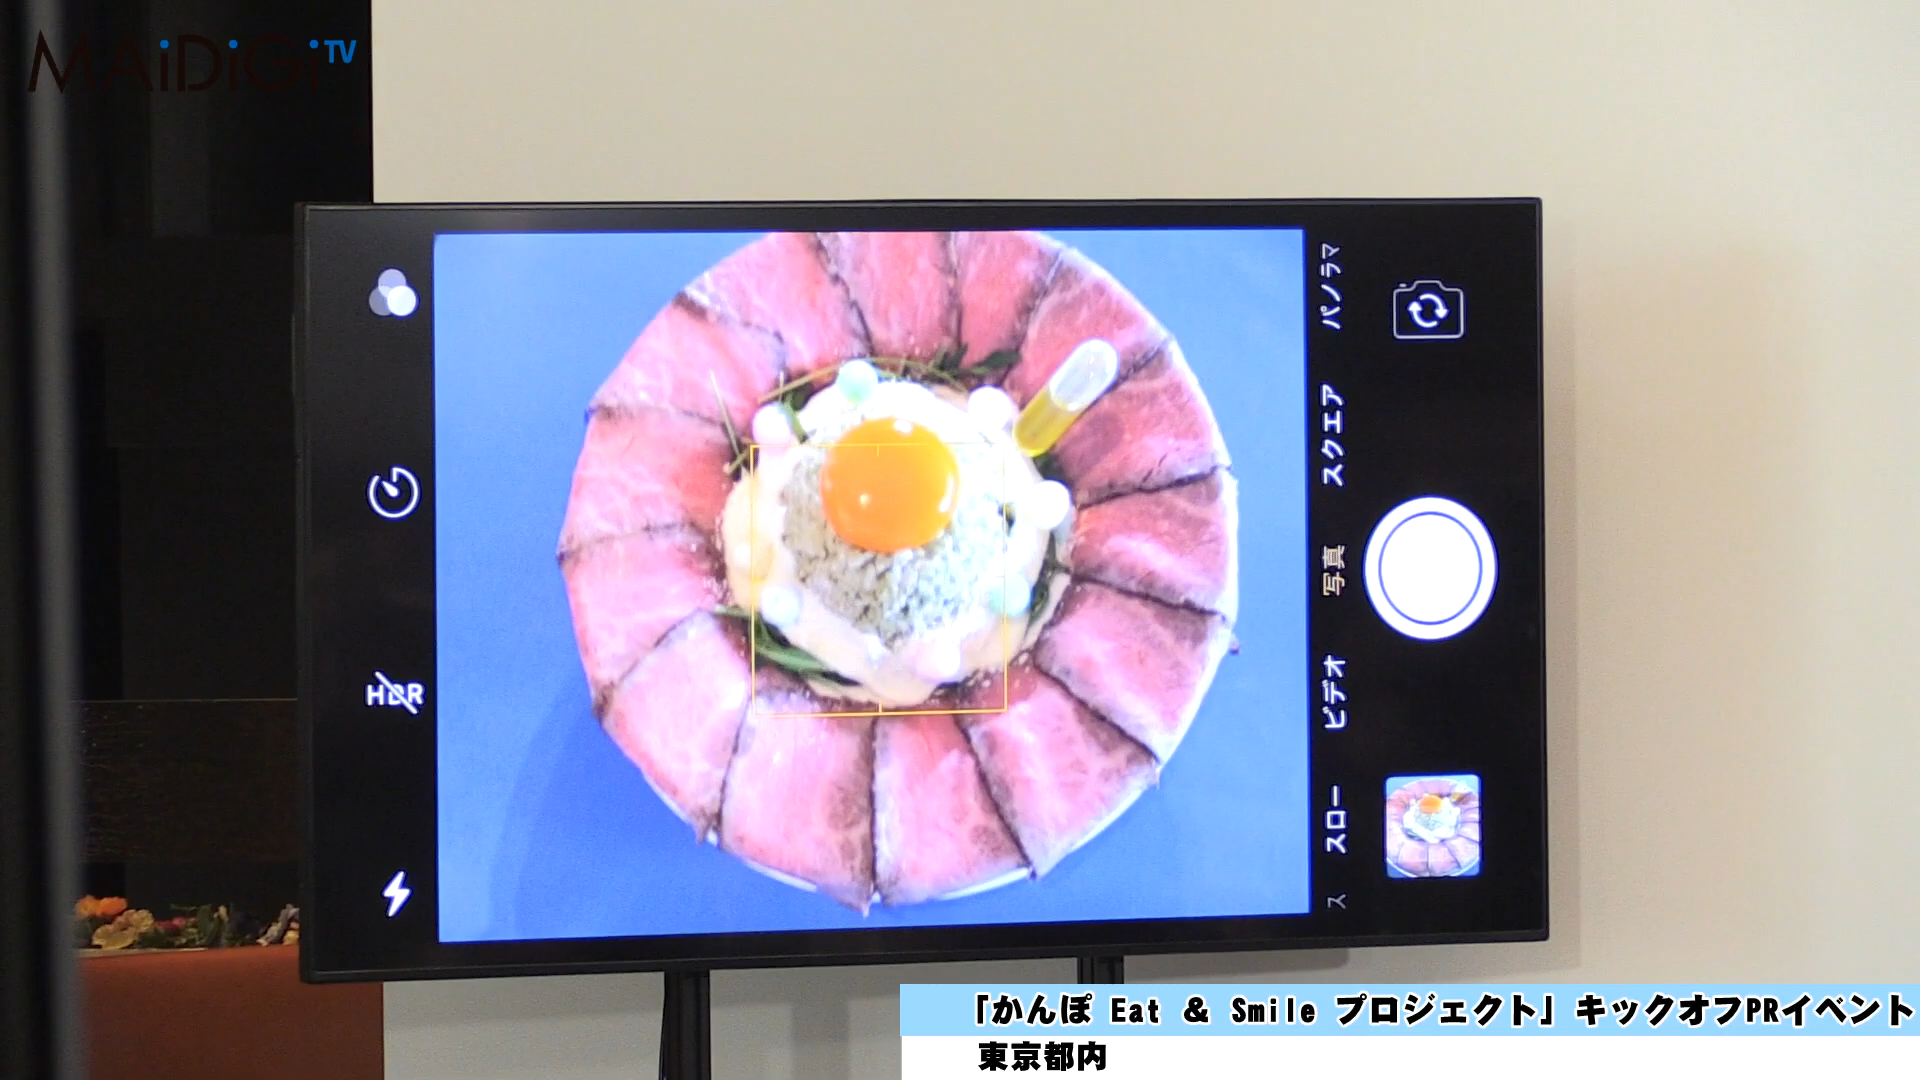 MAiDiGiTV
パノラマ
スクエア
写真
ビデオ
スロー
ス
HDR
「かんぽ Eat & Smile プロジェクト」キックオフPRイベント
東京都内